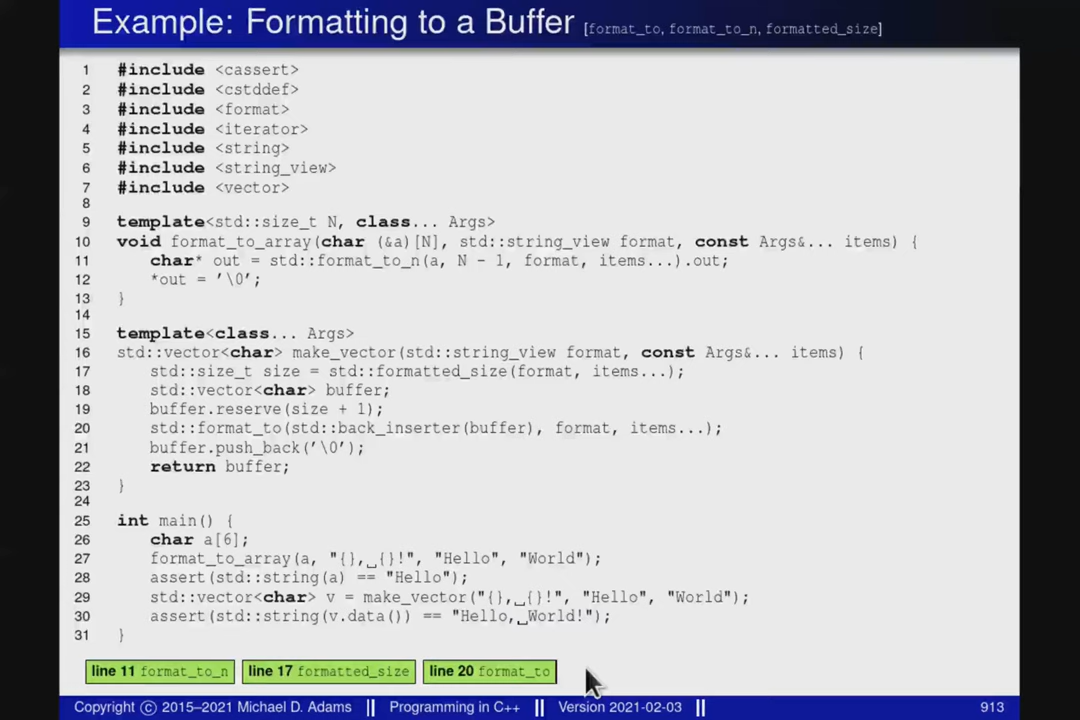 Example: Formatting to a Buffer [format_to, format_to_n, formatted_size]
1 #include <cassert>
2 #include <cstddef>
3 #include <format>
4 #include <iterator>
5 #include <string>
6 #include <string_view>
7 #include <vector>
8
9 template<std::size_t N, class... Args>
10 void format_to_array(char (&a)[N], std::string_view format, const Args&... items) {
11 char* out = std::format_to_n(a, N - 1, format, items...).out;
12 *out = '\0';
13 }
14
15 template<class... Args>
16 std::vector<char> make_vector(std::string_view format, const Args&... items) {
17 std::size_t size = std::formatted_size(format, items...);
18 std::vector<char> buffer;
19 buffer.reserve(size + 1);
20 std::format_to(std::back_inserter(buffer), format, items...);
21 buffer.push_back('\0');
22 return buffer;
23 }
24
25 int main() {
26 char a[6];
27 format_to_array(a, "{},␣{}!", "Hello", "World");
28 assert(std::string(a) == "Hello");
29 std::vector<char> v = make_vector("{},␣{}!", "Hello", "World");
30 assert(std::string(v.data()) == "Hello,␣World!");
31 }
line 11 format_to_n line 17 formatted_size line 20 format_to
Copyright © 2015–2021 Michael D. Adams || Programming in C++ || Version 2021-02-03 || 913